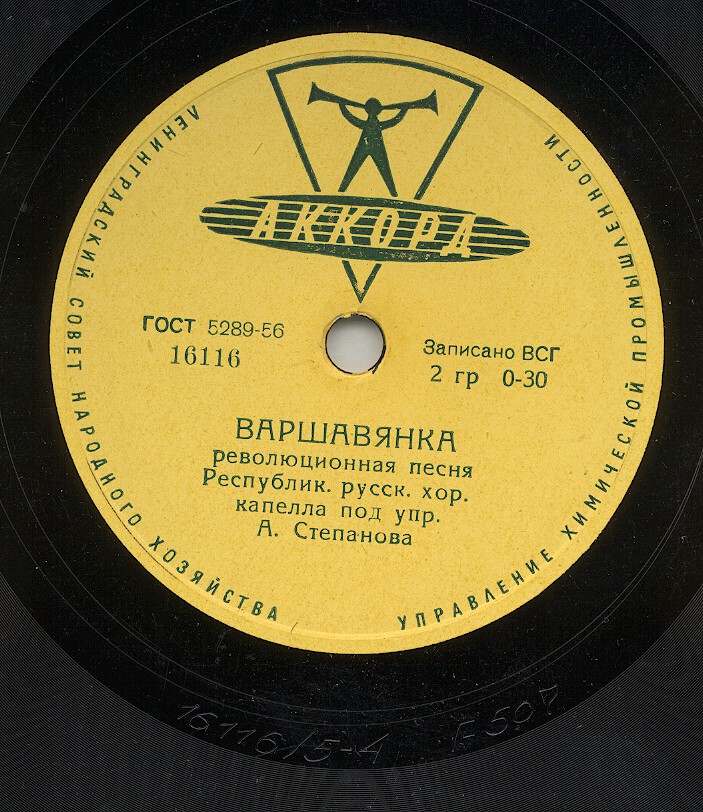 АККОРД
ЛЕНИНГРАДСКИЙ СОВЕТ НАРОДНОГО ХОЗЯЙСТВА
УПРАВЛЕНИЕ ХИМИЧЕСКОЙ ПРОМЫШЛЕННОСТИ
ГОСТ 5289-56
16116
Записано ВСГ
2 гр 0-30
ВАРШАВЯНКА
революционная песня
Республик. русск. хор.
капелла под упр.
А. Степанова
16116/5-4